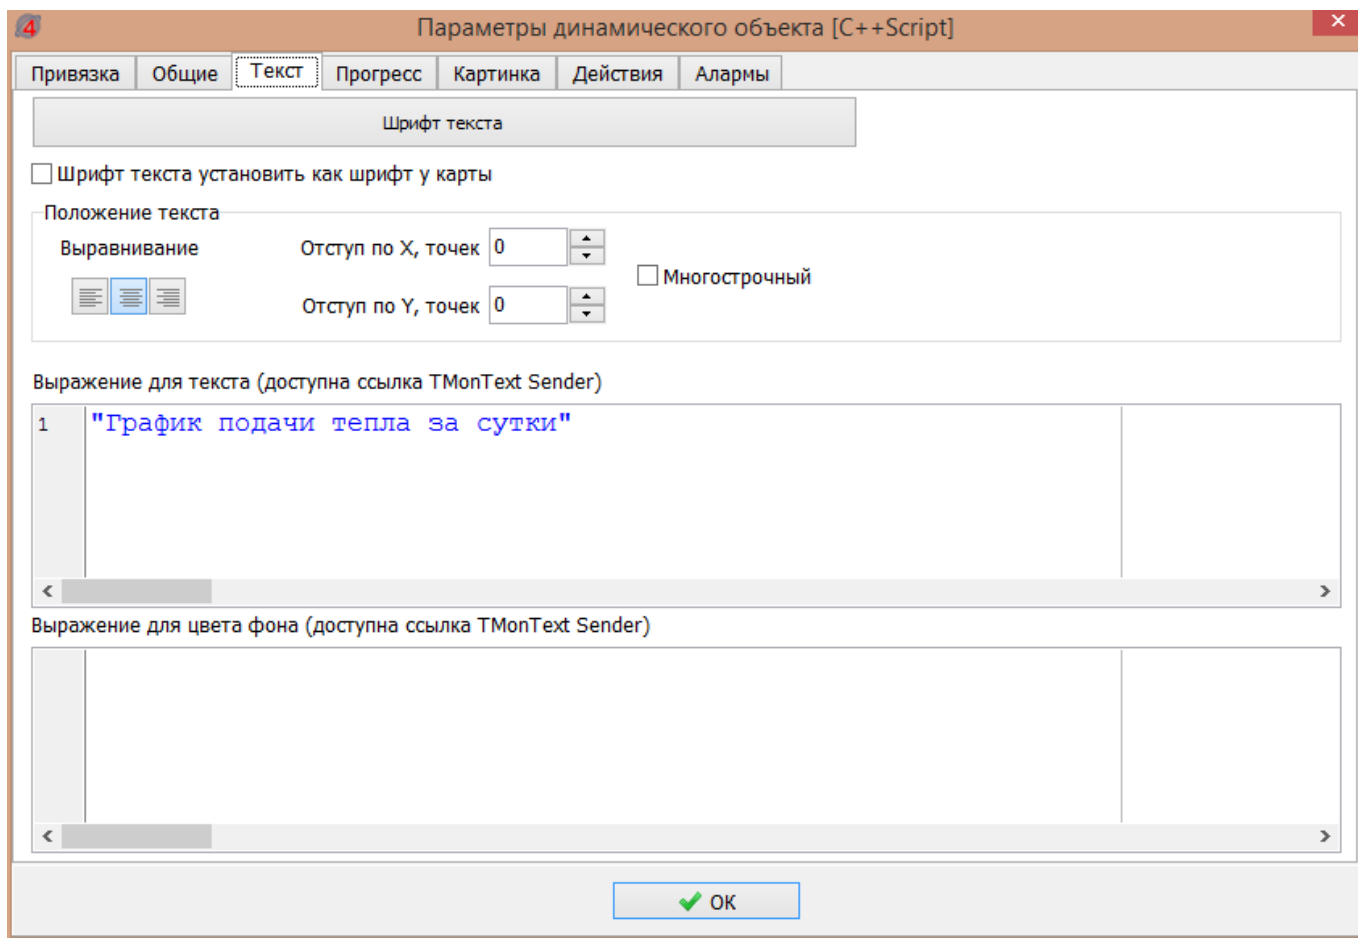 4
Параметры динамического объекта [C++Script]
Привязка Общие Текст Прогресс Картинка Действия Алармы
Шрифт текста
Шрифт текста установить как шрифт у карты
Положение текста
Выравнивание Отступ по X, точек 0
Многострочный
Отступ по Y, точек 0
Выражение для текста (доступна ссылка TMonText Sender)
1 "График подачи тепла за сутки"
Выражение для цвета фона (доступна ссылка TMonText Sender)
ОК